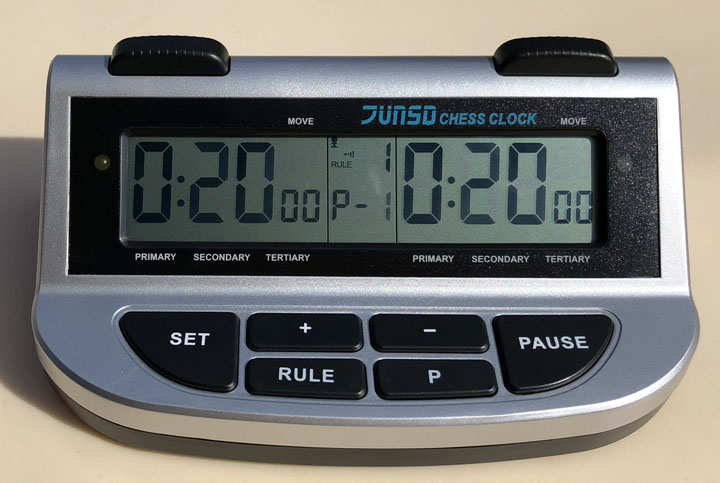 MOVE JUNSD CHESS CLOCK MOVE
0:20 00 RULE 1 P-1 0:20 00
PRIMARY SECONDARY TERTIARY PRIMARY SECONDARY TERTIARY
SET + - PAUSE
RULE P